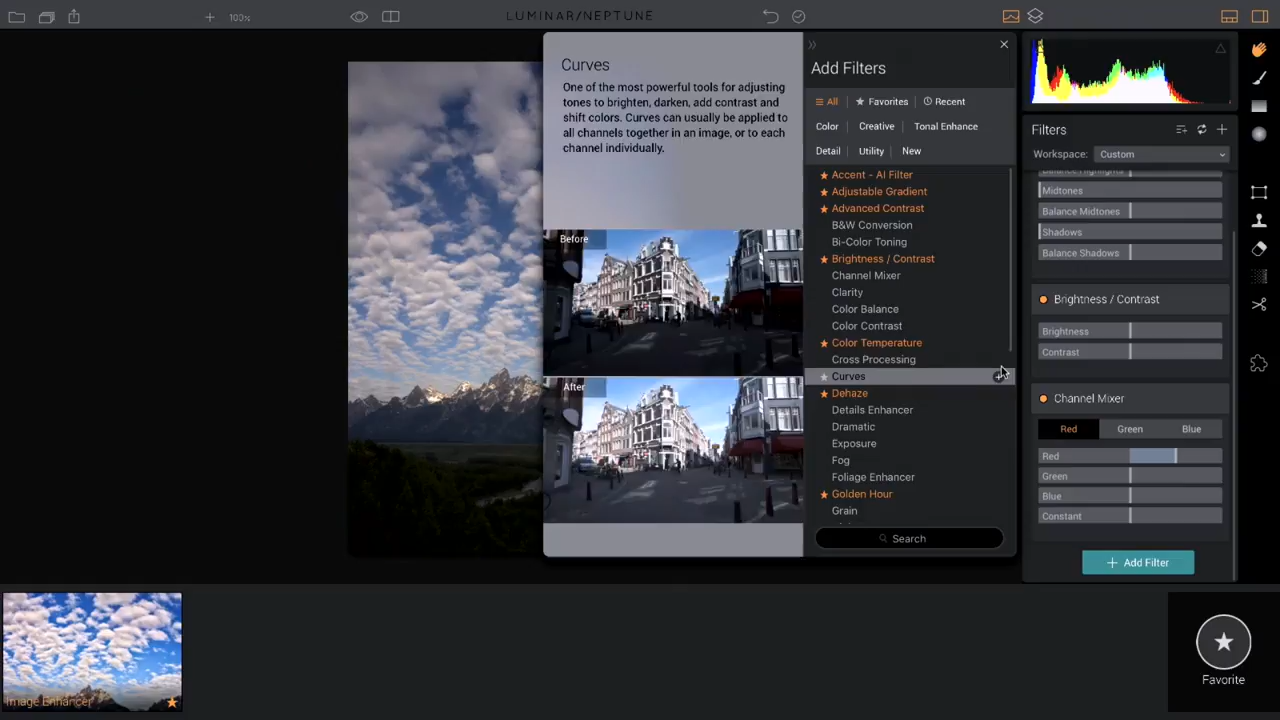 100%
LUMINAR/NEPTUNE
Curves
One of the most powerful tools for adjusting
tones to brighten, darken, add contrast and
shift colors. Curves can usually be applied to
all channels together in an image, or to each
channel individually.
Before
After
Add Filters
All
Favorites
Recent
Color
Creative
Tonal Enhance
Detail
Utility
New
Accent - AI Filter
Adjustable Gradient
Advanced Contrast
B&W Conversion
Bi-Color Toning
Brightness / Contrast
Channel Mixer
Clarity
Color Balance
Color Contrast
Color Temperature
Cross Processing
Curves
Dehaze
Details Enhancer
Dramatic
Exposure
Fog
Foliage Enhancer
Golden Hour
Grain
Search
Filters
Workspace: Custom
Balance Highlights
Midtones
Balance Midtones
Shadows
Balance Shadows
Brightness / Contrast
Brightness
Contrast
Channel Mixer
Red Green Blue
Red
Green
Blue
Constant
+ Add Filter
Image Enhancer
Favorite